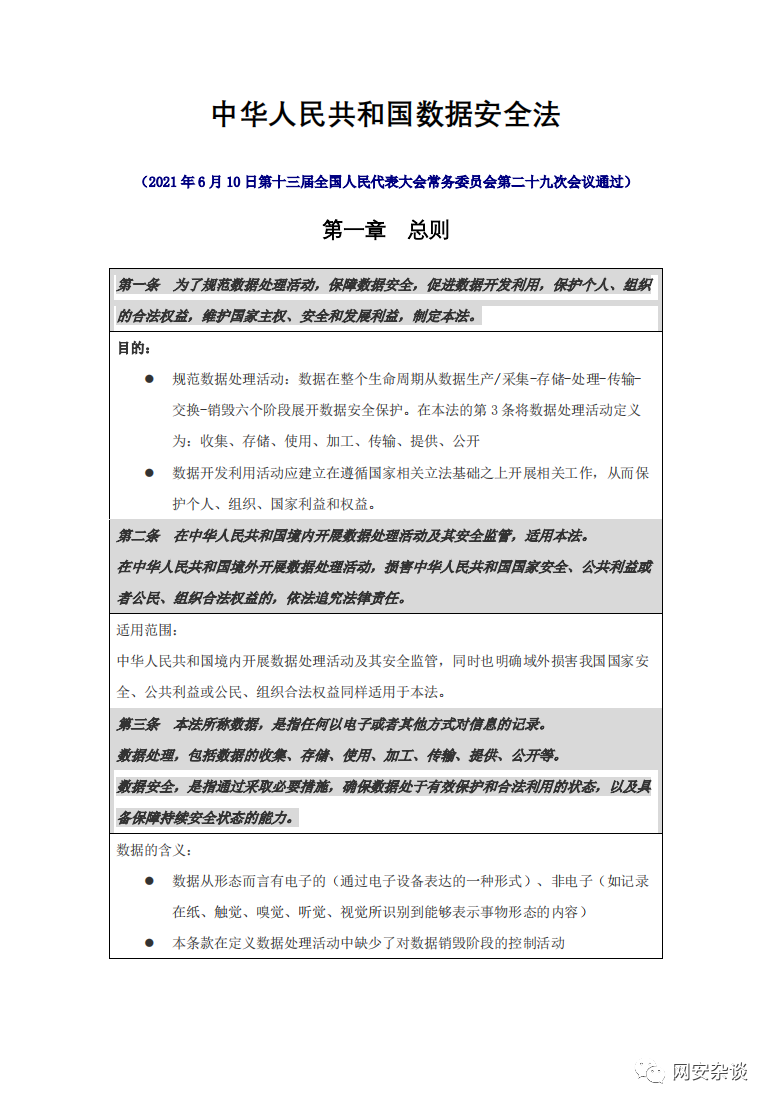 中华人民共和国数据安全法
（2021 年 6 月 10 日第十三届全国人民代表大会常务委员会第二十九次会议通过）
第一章　总则
第一条　为了规范数据处理活动，保障数据安全，促进数据开发利用，保护个人、组织
的合法权益，维护国家主权、安全和发展利益，制定本法。
目的：
● 规范数据处理活动：数据在整个生命周期从数据生产/采集-存储-处理-传输-
交换-销毁六个阶段展开数据安全保护。在本法的第 3 条将数据处理活动定义
为：收集、存储、使用、加工、传输、提供、公开
● 数据开发利用活动应建立在遵循国家相关立法基础之上开展相关工作，从而保
护个人、组织、国家利益和权益。
第二条　在中华人民共和国境内开展数据处理活动及其安全监管，适用本法。
在中华人民共和国境外开展数据处理活动，损害中华人民共和国国家安全、公共利益或
者公民、组织合法权益的，依法追究法律责任。
适用范围：
中华人民共和国境内开展数据处理活动及其安全监管，同时也明确域外损害我国国家安
全、公共利益或公民、组织合法权益同样适用于本法。
第三条　本法所称数据，是指任何以电子或者其他方式对信息的记录。
数据处理，包括数据的收集、存储、使用、加工、传输、提供、公开等。
数据安全，是指通过采取必要措施，确保数据处于有效保护和合法利用的状态，以及具
备保障持续安全状态的能力。
数据的含义：
● 数据从形态而言有电子的（通过电子设备表达的一种形式）、非电子（如记录
在纸、触觉、嗅觉、听觉、视觉所识别到能够表示事物形态的内容）
● 本条款在定义数据处理活动中缺少了对数据销毁阶段的控制活动
网安杂谈